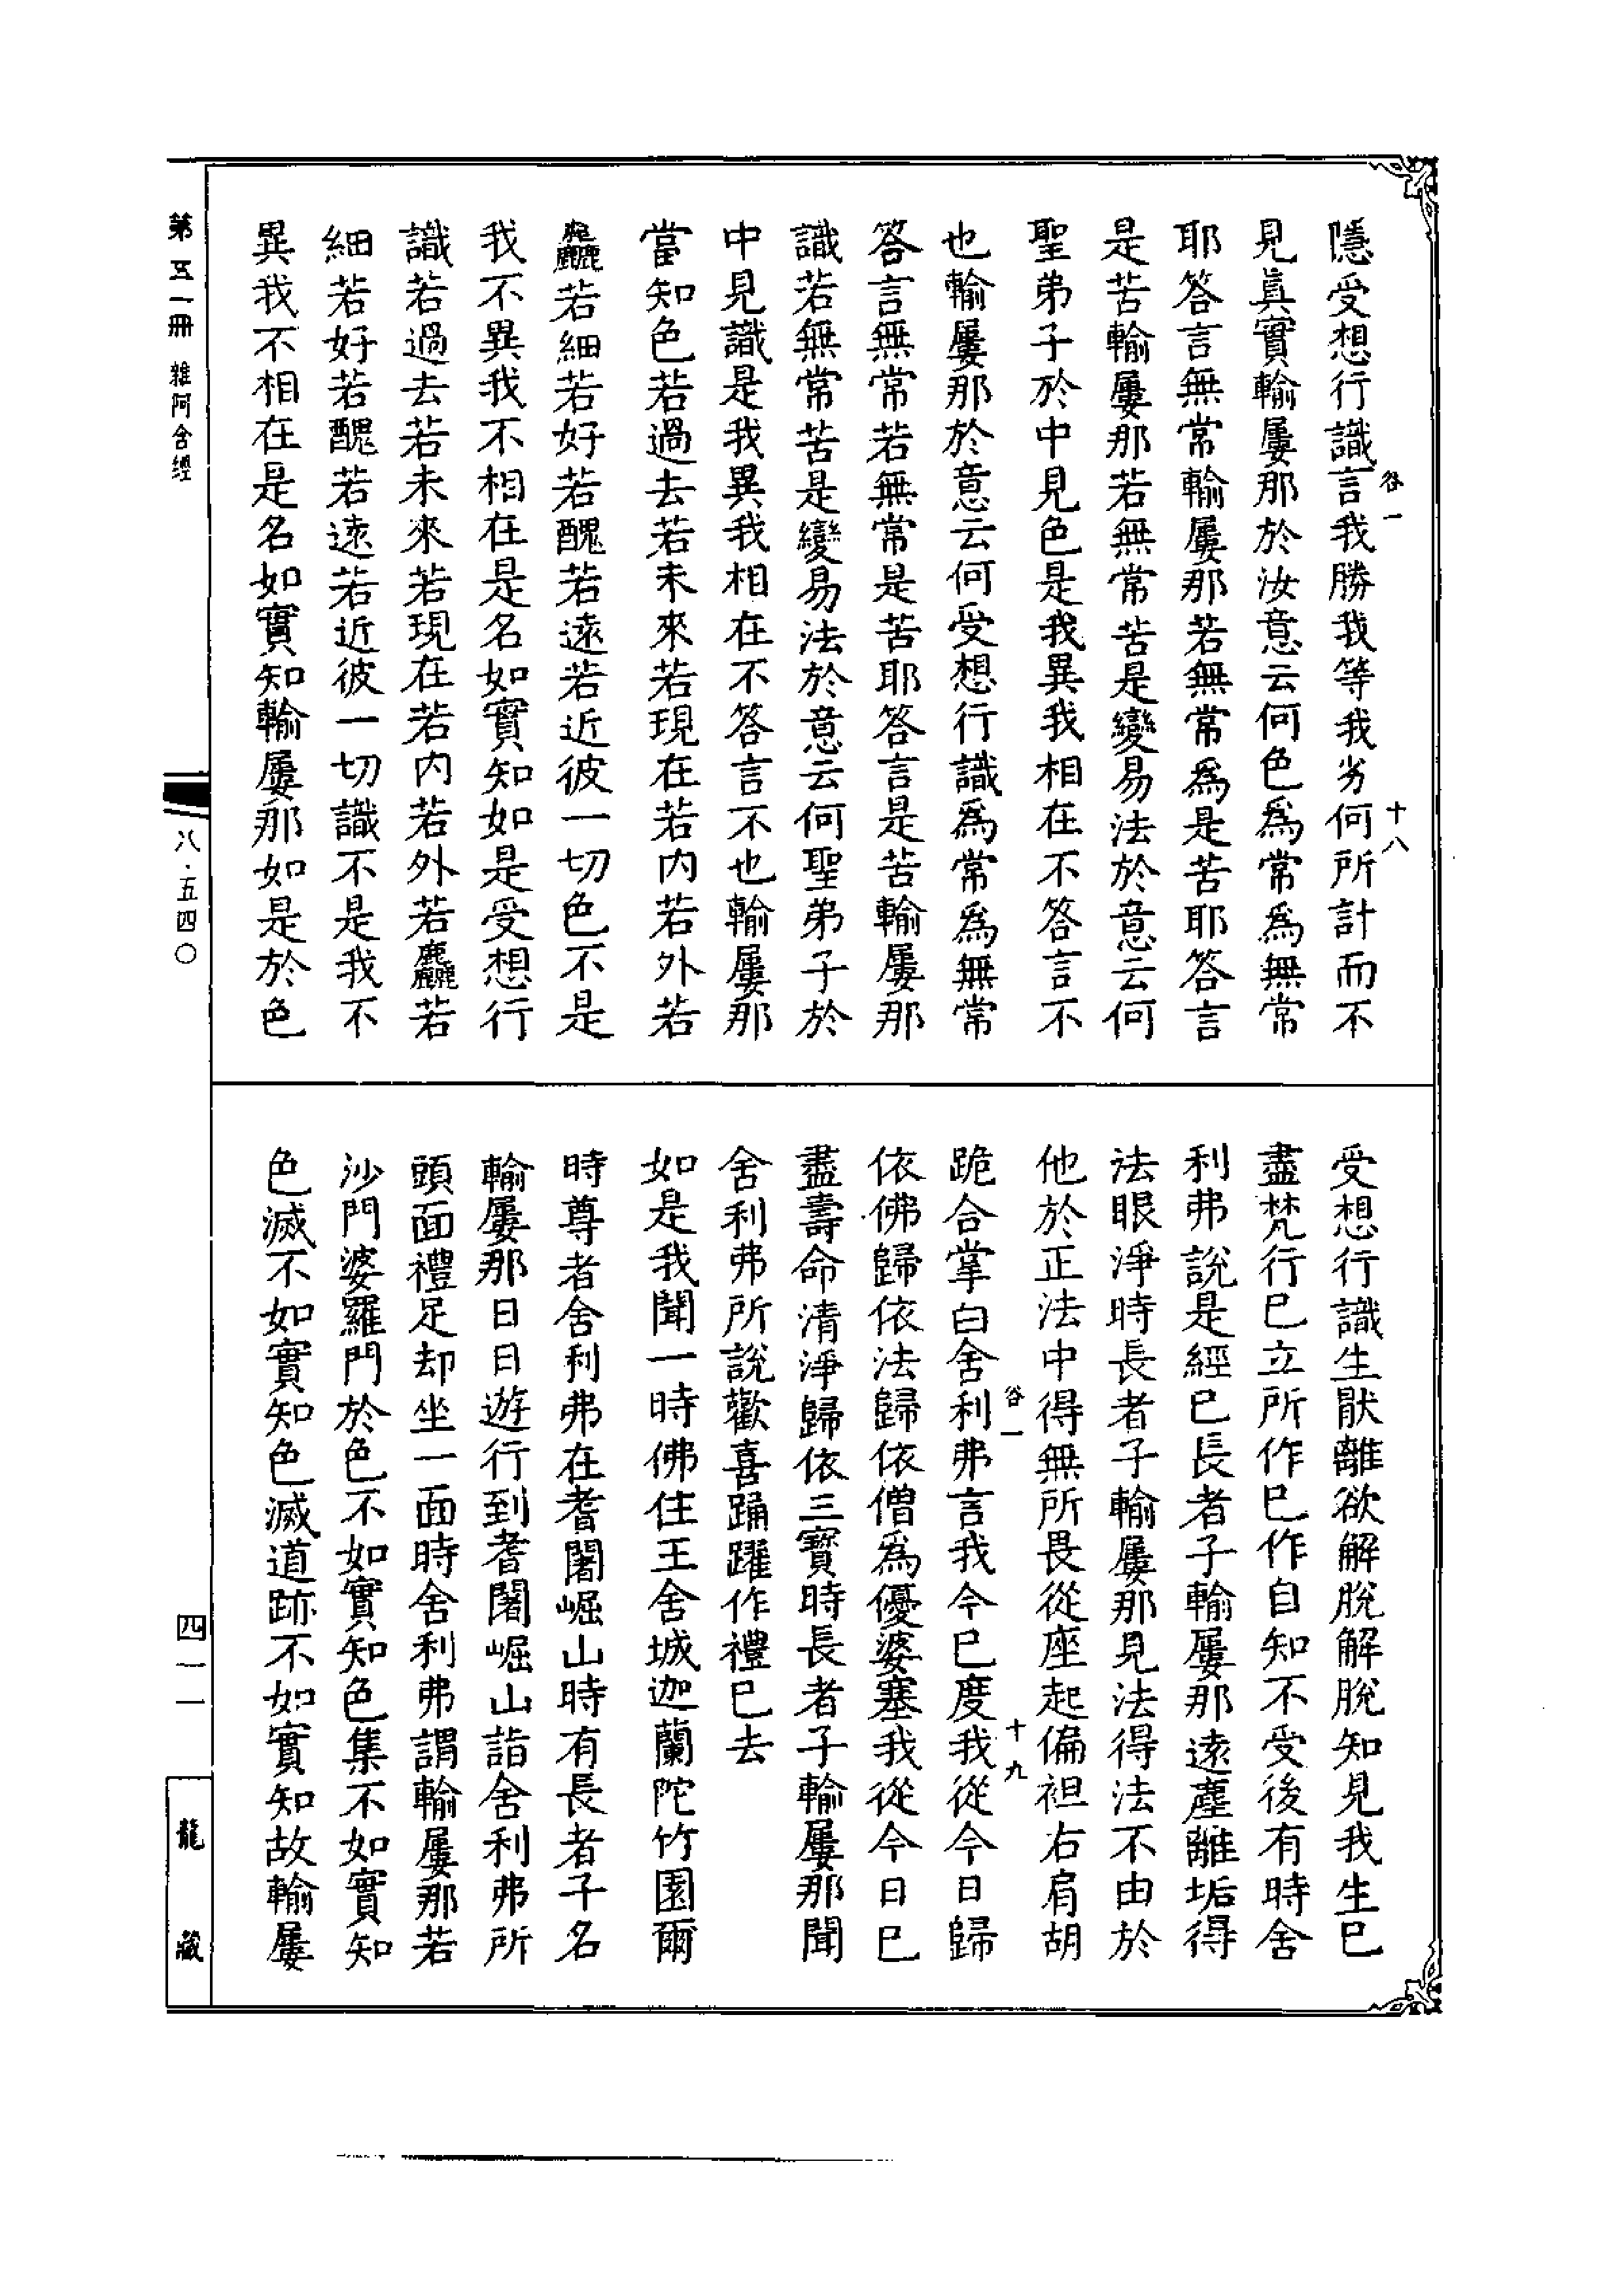 隱受想行識言我勝我等我劣何所計而不
見眞實輸屢那於汝意云何色爲常爲無常
耶答言無常輸屢那若無常爲是苦耶答言
是苦輸屢那若無常苦是變易法於意云何
聖弟子於中見色是我異我相在不答言不
也輸屢那於意云何受想行識爲常爲無常
答言無常若無常是苦耶答言是苦輸屢那
識若無常苦是變易法於意云何聖弟子於
中見識是我異我相在不答言不也輸屢那
當知色若過去若未來若現在若內若外若
麤若細若好若醜若遠若近彼一切色不是
我不異我不相在是名如實知如是受想行
識若過去若未來若現在若內若外若麤若
細若好若醜若遠若近彼一切識不是我不
異我不相在是名如實知輸屢那如是於色
谷一 十八
受想行識生厭離欲解脫解脫知見我生已
盡梵行已立所作已作自知不受後有時舍
利弗說是經已長者子輸屢那遠塵離垢得
法眼淨時長者子輸屢那見法得法不由於
他於正法中得無所畏從座起偏袒右肩胡
跪合掌白舍利弗言我今已度我從今日歸
依佛歸依法歸依僧爲優婆塞我從今日已
盡壽命清淨歸依三寶時長者子輸屢那聞
舍利弗所說歡喜踊躍作禮已去
如是我聞一時佛住王舍城迦蘭陀竹園爾
時尊者舍利弗在耆闍崛山時有長者子名
輸屢那日日遊行到耆闍崛山詣舍利弗所
頭面禮足却坐一面時舍利弗謂輸屢那若
沙門婆羅門於色不如實知色集不如實知
色滅不如實知色滅道跡不如實知故輸屢
谷一 十九
第五一冊 雜阿含經
八·五四〇
四一一
龍藏